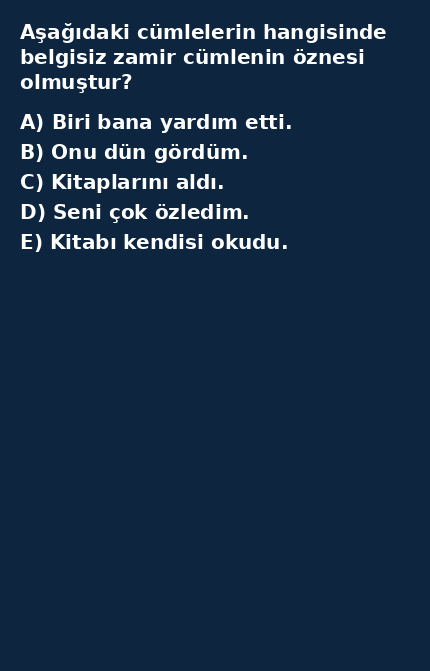 Aşağıdaki cümlelerin hangisinde
belgisiz zamir cümlenin öznesi
olmuştur?
A) Biri bana yardım etti.
B) Onu dün gördüm.
C) Kitaplarını aldı.
D) Seni çok özledim.
E) Kitabı kendisi okudu.